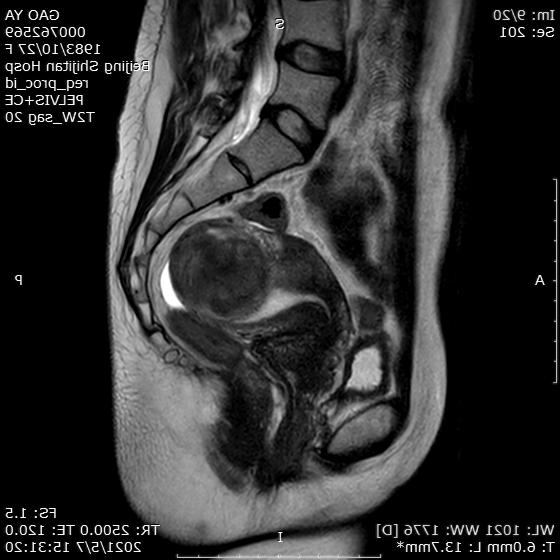 GAO YA
000762569
1983/10/27 F
Beijing Shijitan Hosp
req_proc_id
PELVIS+CE
T2W_sag 20
Im: 9/20
Se: 201
S
P
A
I
FS: 1.5
TR: 2500.0 TE: 120.0
2021/5/7 15:31:20
WL: 1021 WW: 1776 [D]
T: 6.0mm L: 13.7mm*